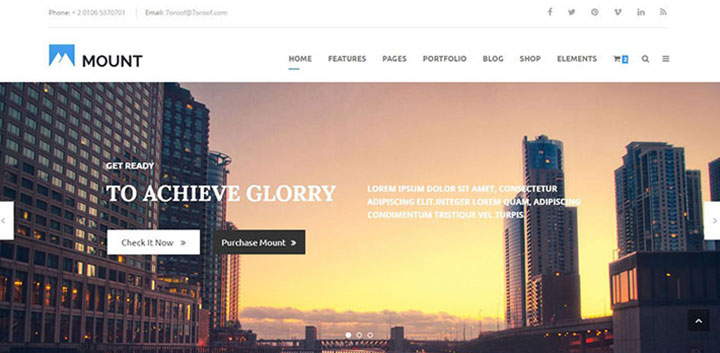 Phone: + 2 0106 5370701 Email: 7oroof@7oroof.com
MOUNT HOME FEATURES PAGES PORTFOLIO BLOG SHOP ELEMENTS 2
GET READY
TO ACHIEVE GLORRY
LOREM IPSUM DOLOR SIT AMET, CONSECTETUR
ADIPISCING ELIT.INTEGER LOREM QUAM, ADIPISCING
CONDIMENTUM TRISTIQUE VEL TURPIS.
Check It Now »
Purchase Mount »